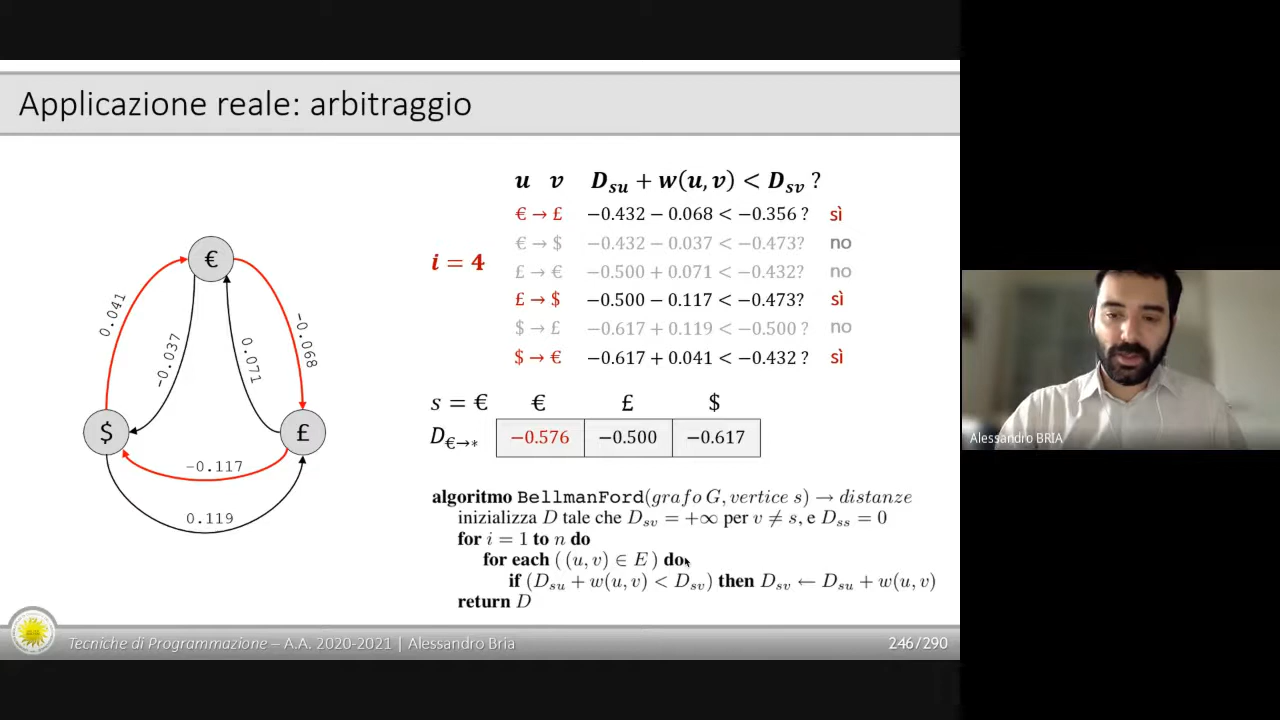 Applicazione reale: arbitraggio
u v D_su + w(u, v) < D_sv ?
€ → £ −0.432 − 0.068 < −0.356 ? sì
€ → $ −0.432 − 0.037 < −0.473? no
i = 4
£ → € −0.500 + 0.071 < −0.432? no
£ → $ −0.500 − 0.117 < −0.473? sì
$ → £ −0.617 + 0.119 < −0.500 ? no
$ → € −0.617 + 0.041 < −0.432 ? sì
€
0.041
−0.037
0.071
−0.068
$
£
−0.117
0.119
s = € € £ $
D_€→* −0.576 −0.500 −0.617
algoritmo BellmanFord(grafo G, vertice s) → distanze
inizializza D tale che D_sv = +∞ per v ≠ s, e D_ss = 0
for i = 1 to n do
for each ( (u, v) ∈ E ) do
if (D_su + w(u, v) < D_sv) then D_sv ← D_su + w(u, v)
return D
Tecniche di Programmazione – A.A. 2020-2021 | Alessandro Bria
246/290
Alessandro BRIA